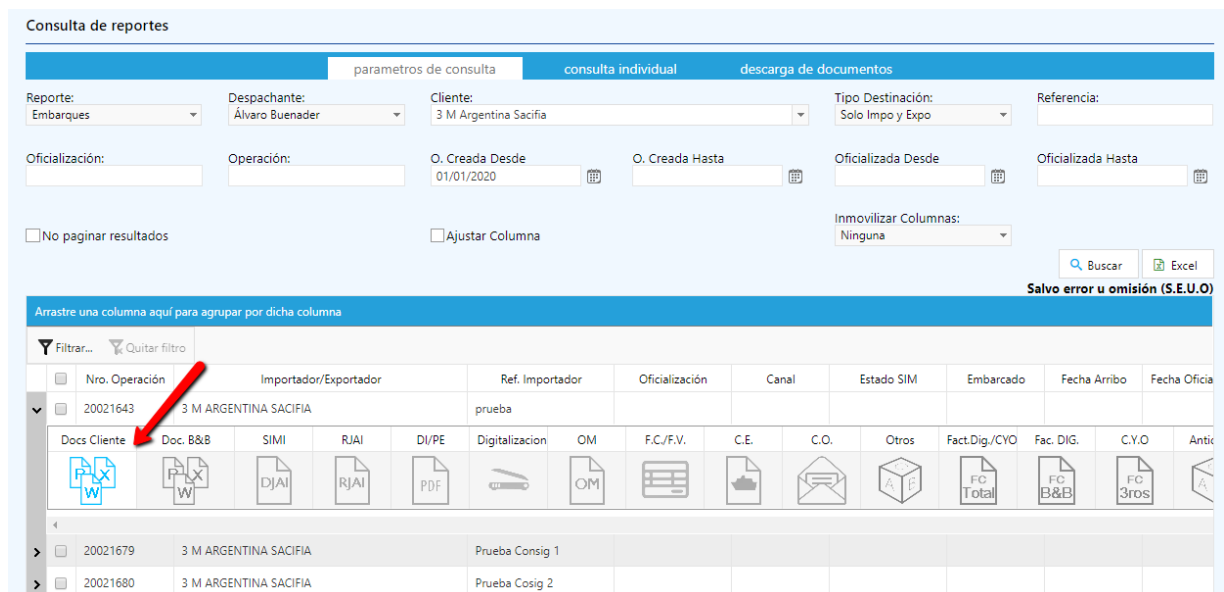 Consulta de reportes
parametros de consulta consulta individual descarga de documentos
Reporte: Despachante: Cliente: Tipo Destinación: Referencia:
Embarques Álvaro Buenader 3 M Argentina Sacifia Solo Impo y Expo
Oficialización: Operación: O. Creada Desde O. Creada Hasta Oficializada Desde Oficializada Hasta
01/01/2020
Inmovilizar Columnas:
No paginar resultados Ajustar Columna Ninguna
Buscar Excel
Salvo error u omisión (S.E.U.O)
Arrastre una columna aquí para agrupar por dicha columna
Filtrar... Quitar filtro
Nro. Operación Importador/Exportador Ref. Importador Oficialización Canal Estado SIM Embarcado Fecha Arribo Fecha Oficia
20021643 3 M ARGENTINA SACIFIA prueba
Docs Cliente Doc. B&B SIMI RJAI DI/PE Digitalizacion OM F.C./F.V. C.E. C.O. Otros Fact.Dig./CYO Fac. DIG. C.Y.O Antic
P X W P X W DJAI RJAI PDF OM A E FC Total FC B&B FC 3ros A
20021679 3 M ARGENTINA SACIFIA Prueba Consig 1
20021680 3 M ARGENTINA SACIFIA Prueba Cosig 2